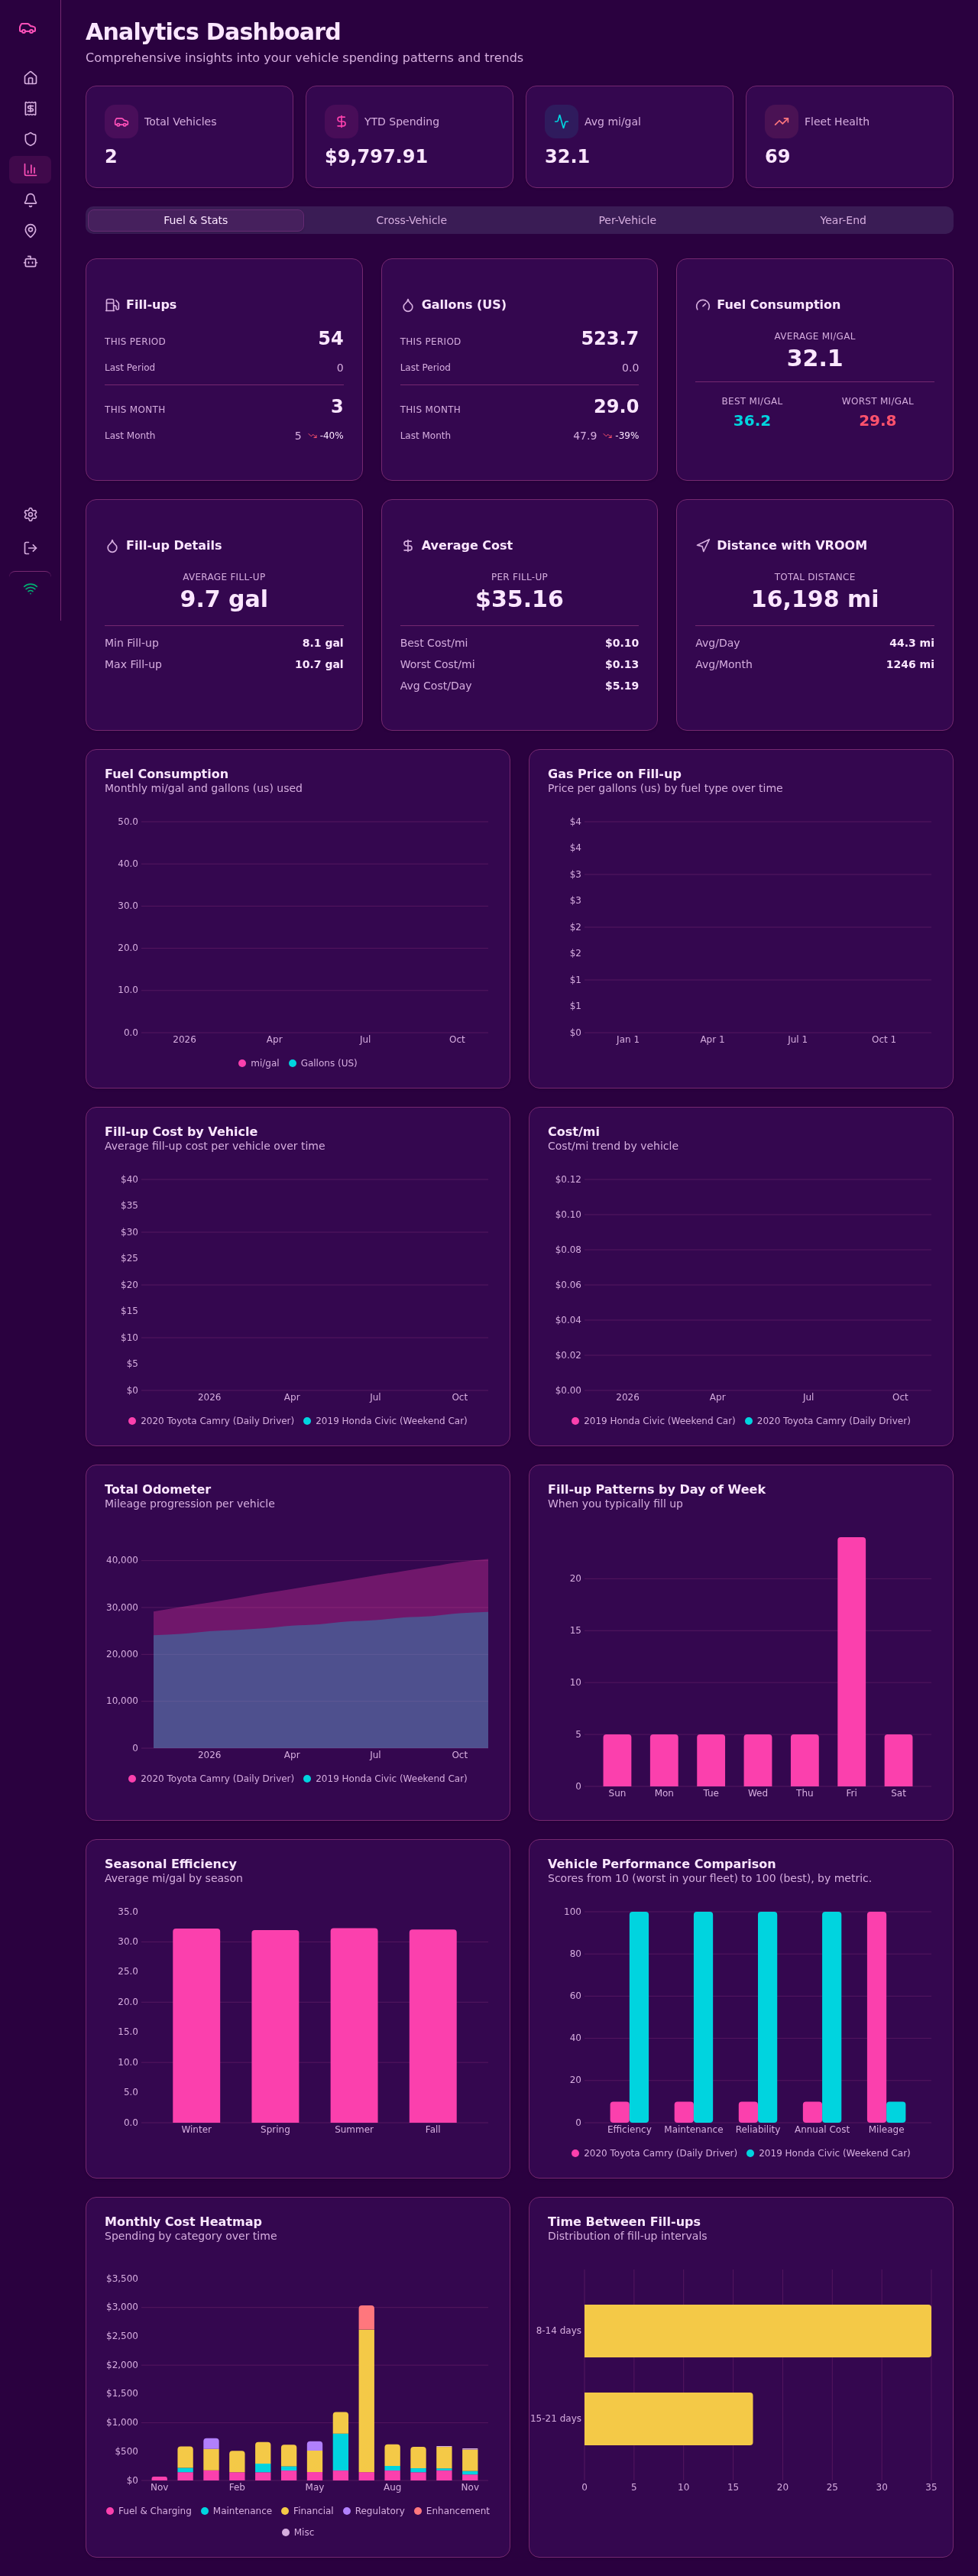 Analytics Dashboard
Comprehensive insights into your vehicle spending patterns and trends
Total Vehicles
2
YTD Spending
$9,797.91
Avg mi/gal
32.1
Fleet Health
69
Fuel & Stats
Cross-Vehicle
Per-Vehicle
Year-End
Fill-ups
THIS PERIOD 54
Last Period 0
THIS MONTH 3
Last Month 5 -40%
Gallons (US)
THIS PERIOD 523.7
Last Period 0.0
THIS MONTH 29.0
Last Month 47.9 -39%
Fuel Consumption
AVERAGE MI/GAL
32.1
BEST MI/GAL WORST MI/GAL
36.2 29.8
Fill-up Details
AVERAGE FILL-UP
9.7 gal
Min Fill-up 8.1 gal
Max Fill-up 10.7 gal
Average Cost
PER FILL-UP
$35.16
Best Cost/mi $0.10
Worst Cost/mi $0.13
Avg Cost/Day $5.19
Distance with VROOM
TOTAL DISTANCE
16,198 mi
Avg/Day 44.3 mi
Avg/Month 1246 mi
Fuel Consumption
Monthly mi/gal and gallons (us) used
50.0
40.0
30.0
20.0
10.0
0.0
2026 Apr Jul Oct
mi/gal Gallons (US)
Gas Price on Fill-up
Price per gallons (us) by fuel type over time
$4
$4
$3
$3
$2
$2
$1
$1
$0
Jan 1 Apr 1 Jul 1 Oct 1
Fill-up Cost by Vehicle
Average fill-up cost per vehicle over time
$40
$35
$30
$25
$20
$15
$10
$5
$0
2026 Apr Jul Oct
2020 Toyota Camry (Daily Driver) 2019 Honda Civic (Weekend Car)
Cost/mi
Cost/mi trend by vehicle
$0.12
$0.10
$0.08
$0.06
$0.04
$0.02
$0.00
2026 Apr Jul Oct
2019 Honda Civic (Weekend Car) 2020 Toyota Camry (Daily Driver)
Total Odometer
Mileage progression per vehicle
40,000
30,000
20,000
10,000
0
2026 Apr Jul Oct
2020 Toyota Camry (Daily Driver) 2019 Honda Civic (Weekend Car)
Fill-up Patterns by Day of Week
When you typically fill up
20
15
10
5
0
Sun Mon Tue Wed Thu Fri Sat
Seasonal Efficiency
Average mi/gal by season
35.0
30.0
25.0
20.0
15.0
10.0
5.0
0.0
Winter Spring Summer Fall
Vehicle Performance Comparison
Scores from 10 (worst in your fleet) to 100 (best), by metric.
100
80
60
40
20
0
Efficiency Maintenance Reliability Annual Cost Mileage
2020 Toyota Camry (Daily Driver) 2019 Honda Civic (Weekend Car)
Monthly Cost Heatmap
Spending by category over time
$3,500
$3,000
$2,500
$2,000
$1,500
$1,000
$500
$0
Nov Feb May Aug Nov
Fuel & Charging Maintenance Financial Regulatory Enhancement
Misc
Time Between Fill-ups
Distribution of fill-up intervals
8-14 days
15-21 days
0 5 10 15 20 25 30 35